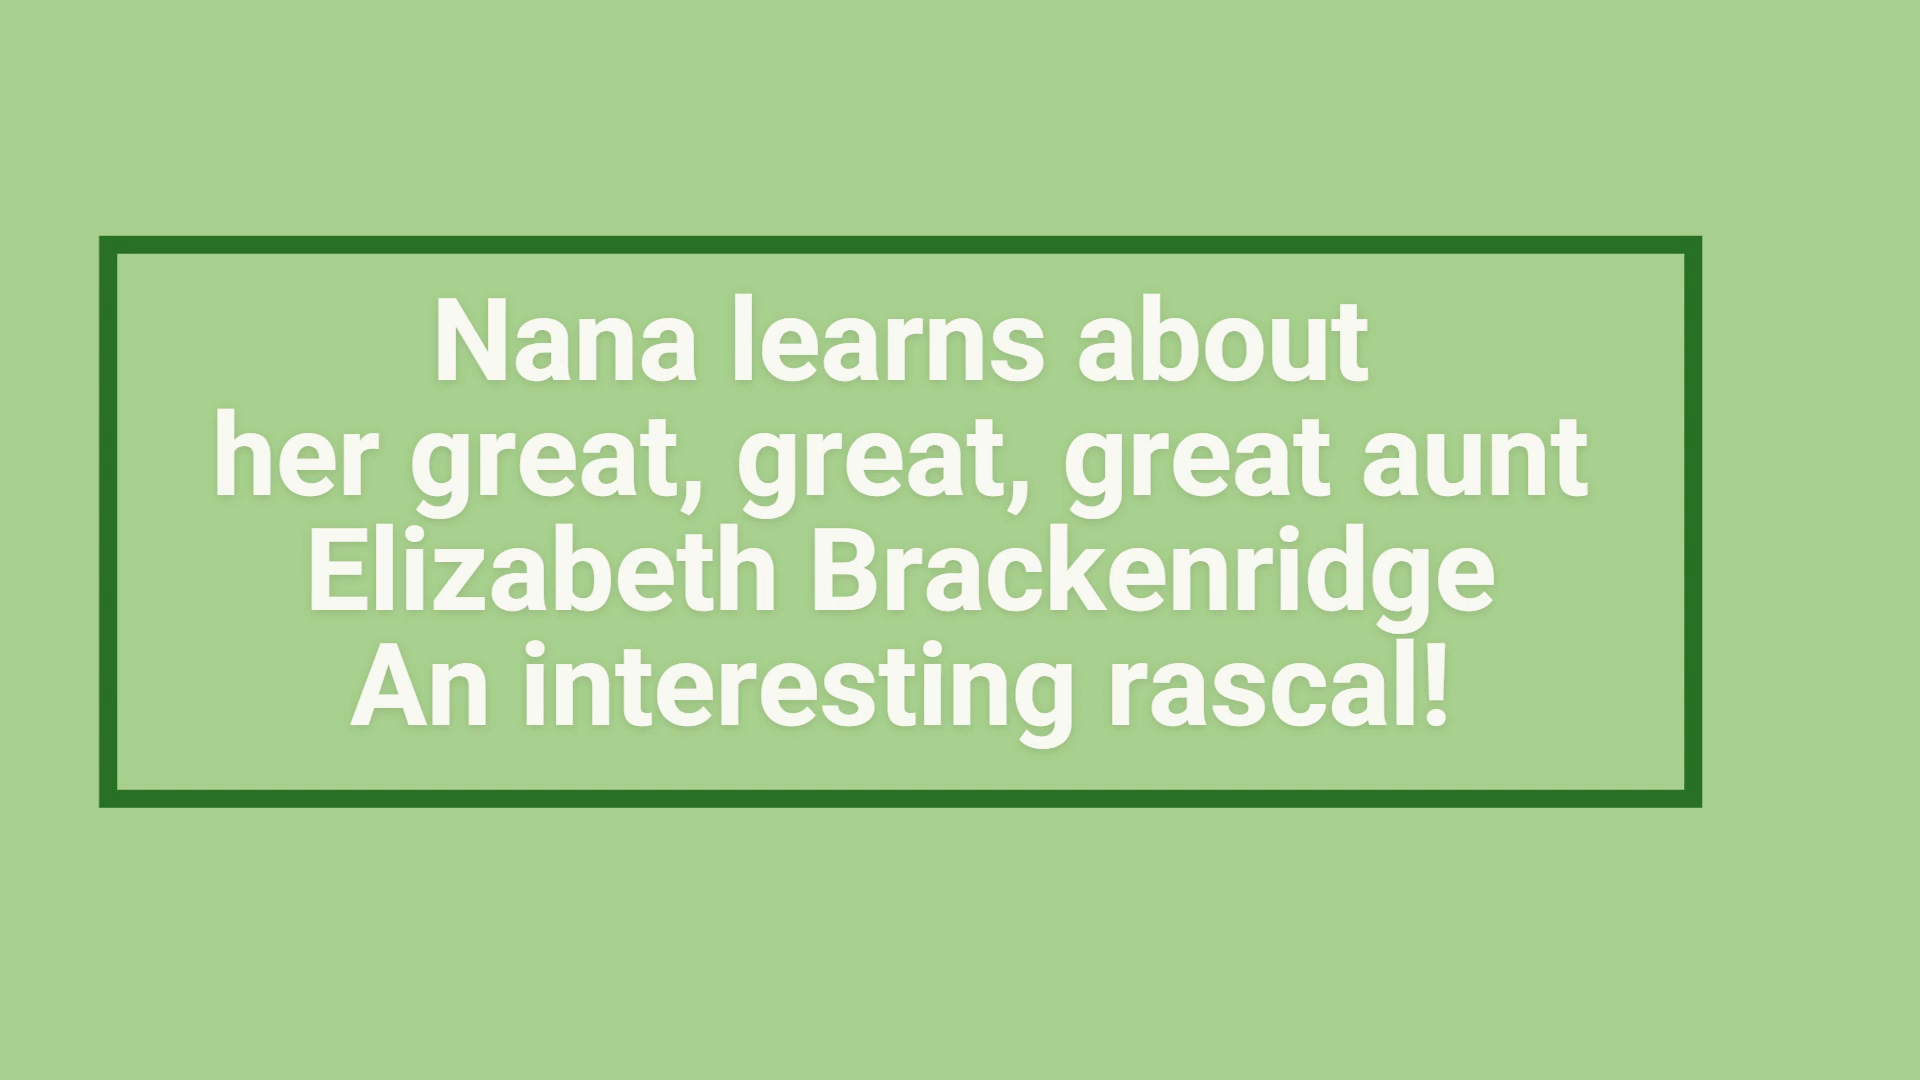 Nana learns about
her great, great, great aunt
Elizabeth Brackenridge
An interesting rascal!